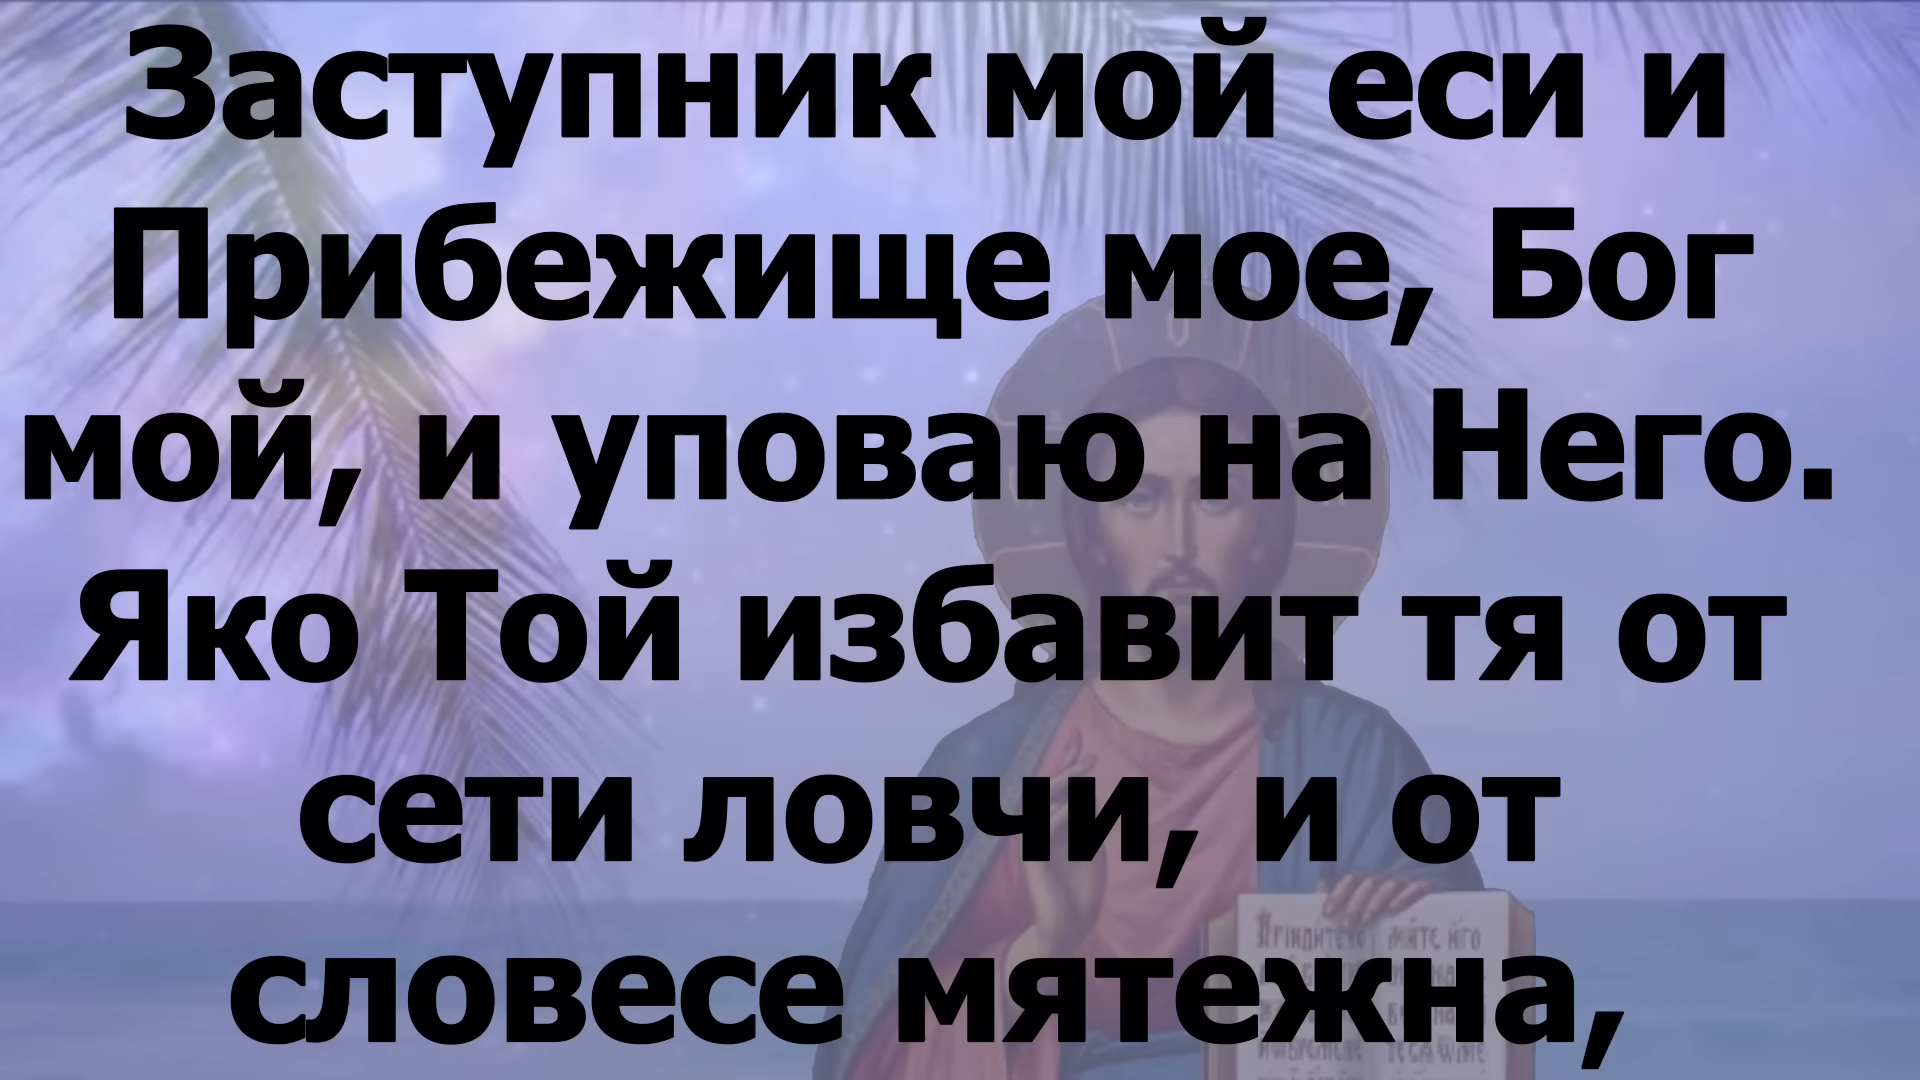 Заступник мой еси и
Прибежище мое, Бог
мой, и уповаю на Него.
Яко Той избавит тя от
сети ловчи, и от
словесе мятежна,